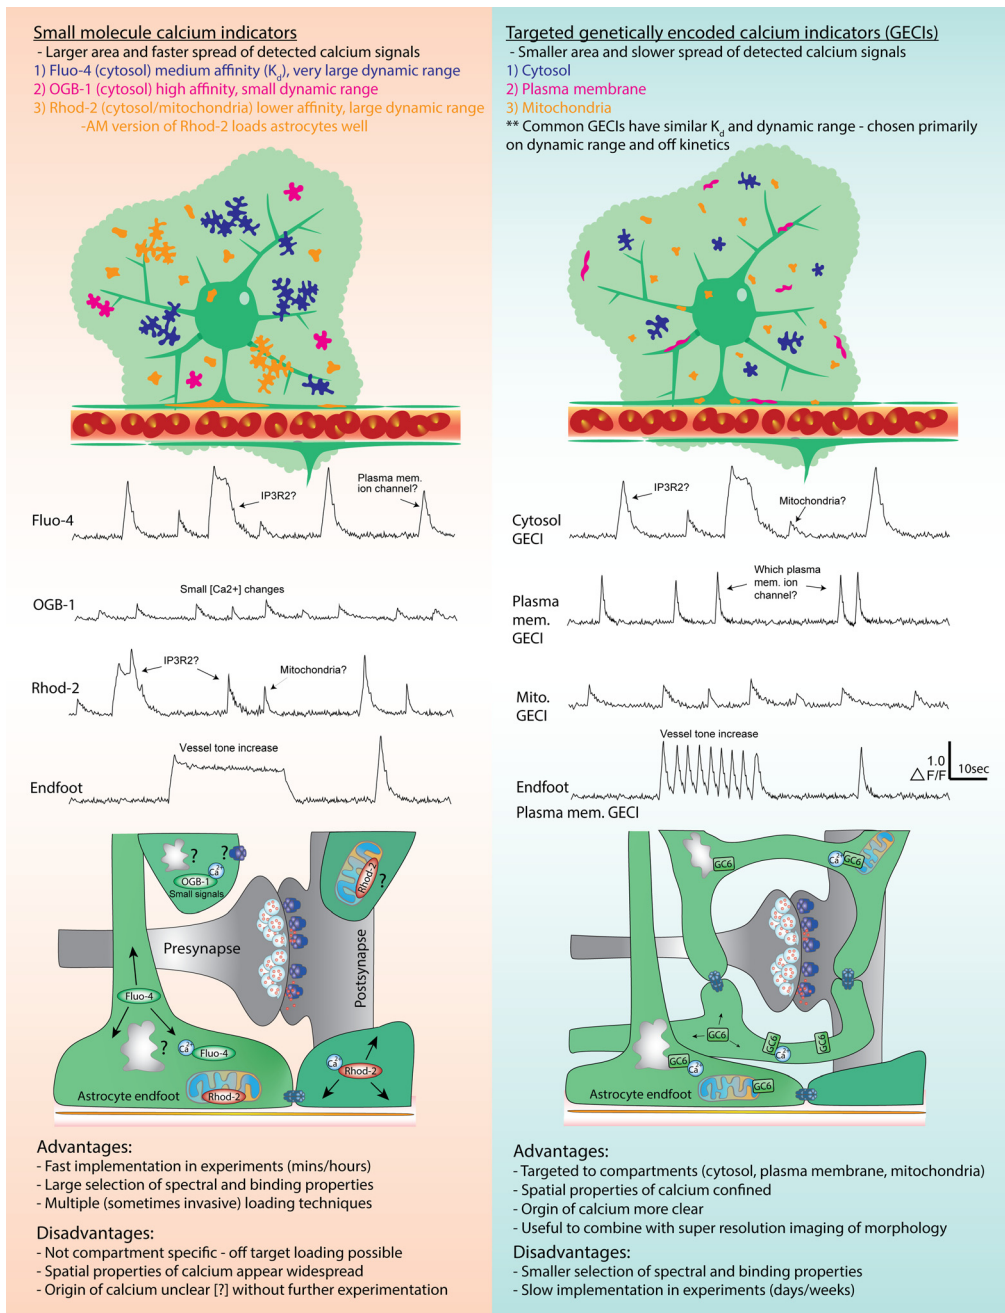 Small molecule calcium indicators
- Larger area and faster spread of detected calcium signals
1) Fluo-4 (cytosol) medium affinity (Kd), very large dynamic range
2) OGB-1 (cytosol) high affinity, small dynamic range
3) Rhod-2 (cytosol/mitochondria) lower affinity, large dynamic range
-AM version of Rhod-2 loads astrocytes well
IP3R2?
Plasma mem.
ion channel?
Fluo-4
Small [Ca2+] changes
OGB-1
IP3R2?
Mitochondria?
Rhod-2
Vessel tone increase
Endfoot
? ?
Ca2+
OGB-1
Small signals
Rhod-2
?
Presynapse
Postsynapse
Fluo-4
?
Ca2+
Fluo-4
Ca2+
Rhod-2
Astrocyte endfoot
Rhod-2
Advantages:
- Fast implementation in experiments (mins/hours)
- Large selection of spectral and binding properties
- Multiple (sometimes invasive) loading techniques
Disadvantages:
- Not compartment specific - off target loading possible
- Spatial properties of calcium appear widespread
- Origin of calcium unclear [?] without further experimentation
Targeted genetically encoded calcium indicators (GECIs)
- Smaller area and slower spread of detected calcium signals
1) Cytosol
2) Plasma membrane
3) Mitochondria
** Common GECIs have similar Kd and dynamic range - chosen primarily
on dynamic range and off kinetics
IP3R2?
Mitochondria?
Cytosol
GECI
Which plasma
mem. ion
channel?
Plasma
mem.
GECI
Mito.
GECI
Vessel tone increase
1.0
△ F/F
10sec
Endfoot
Plasma mem. GECI
GC6
Ca2+
GC6
GC6
GC6
Ca2+
GC6
GC6
Ca2+
Astrocyte endfoot
GC6
Advantages:
- Targeted to compartments (cytosol, plasma membrane, mitochondria)
- Spatial properties of calcium confined
- Orgin of calcium more clear
- Useful to combine with super resolution imaging of morphology
Disadvantages:
- Smaller selection of spectral and binding properties
- Slow implementation in experiments (days/weeks)